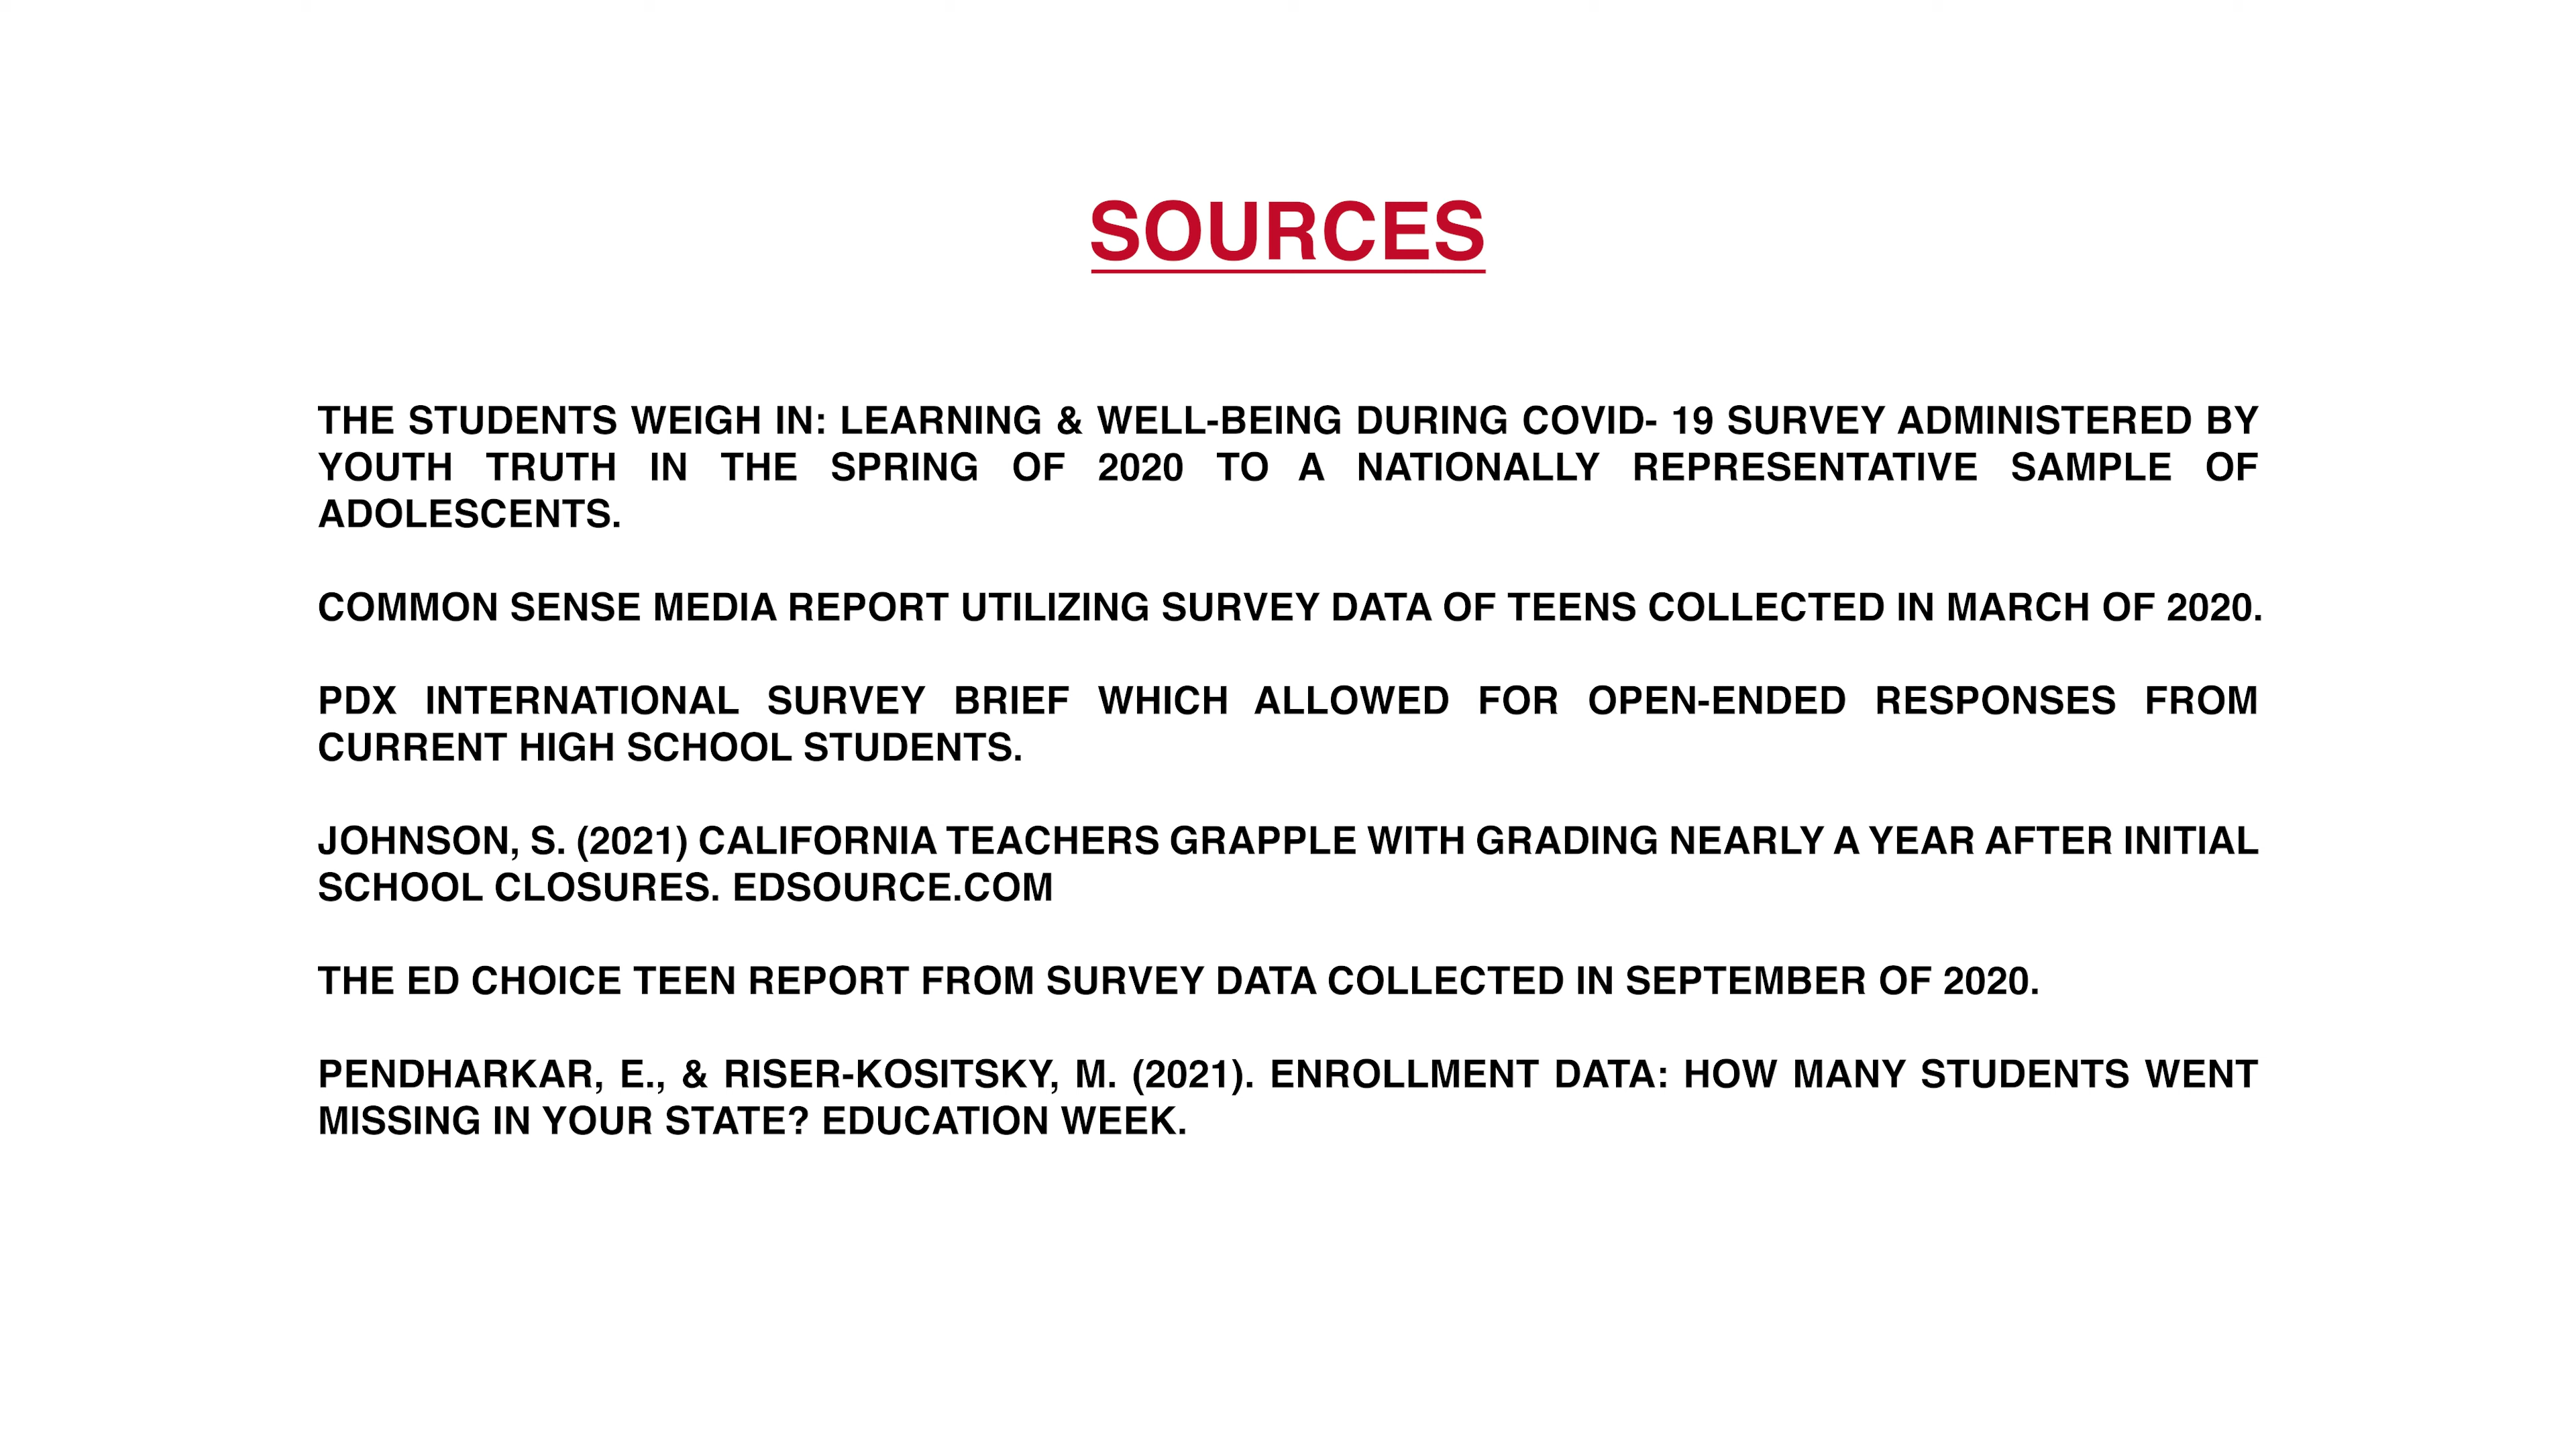 SOURCES
THE STUDENTS WEIGH IN: LEARNING & WELL-BEING DURING COVID- 19 SURVEY ADMINISTERED BY
YOUTH TRUTH IN THE SPRING OF 2020 TO A NATIONALLY REPRESENTATIVE SAMPLE OF
ADOLESCENTS.
COMMON SENSE MEDIA REPORT UTILIZING SURVEY DATA OF TEENS COLLECTED IN MARCH OF 2020.
PDX INTERNATIONAL SURVEY BRIEF WHICH ALLOWED FOR OPEN-ENDED RESPONSES FROM
CURRENT HIGH SCHOOL STUDENTS.
JOHNSON, S. (2021) CALIFORNIA TEACHERS GRAPPLE WITH GRADING NEARLY A YEAR AFTER INITIAL
SCHOOL CLOSURES. EDSOURCE.COM
THE ED CHOICE TEEN REPORT FROM SURVEY DATA COLLECTED IN SEPTEMBER OF 2020.
PENDHARKAR, E., & RISER-KOSITSKY, M. (2021). ENROLLMENT DATA: HOW MANY STUDENTS WENT
MISSING IN YOUR STATE? EDUCATION WEEK.